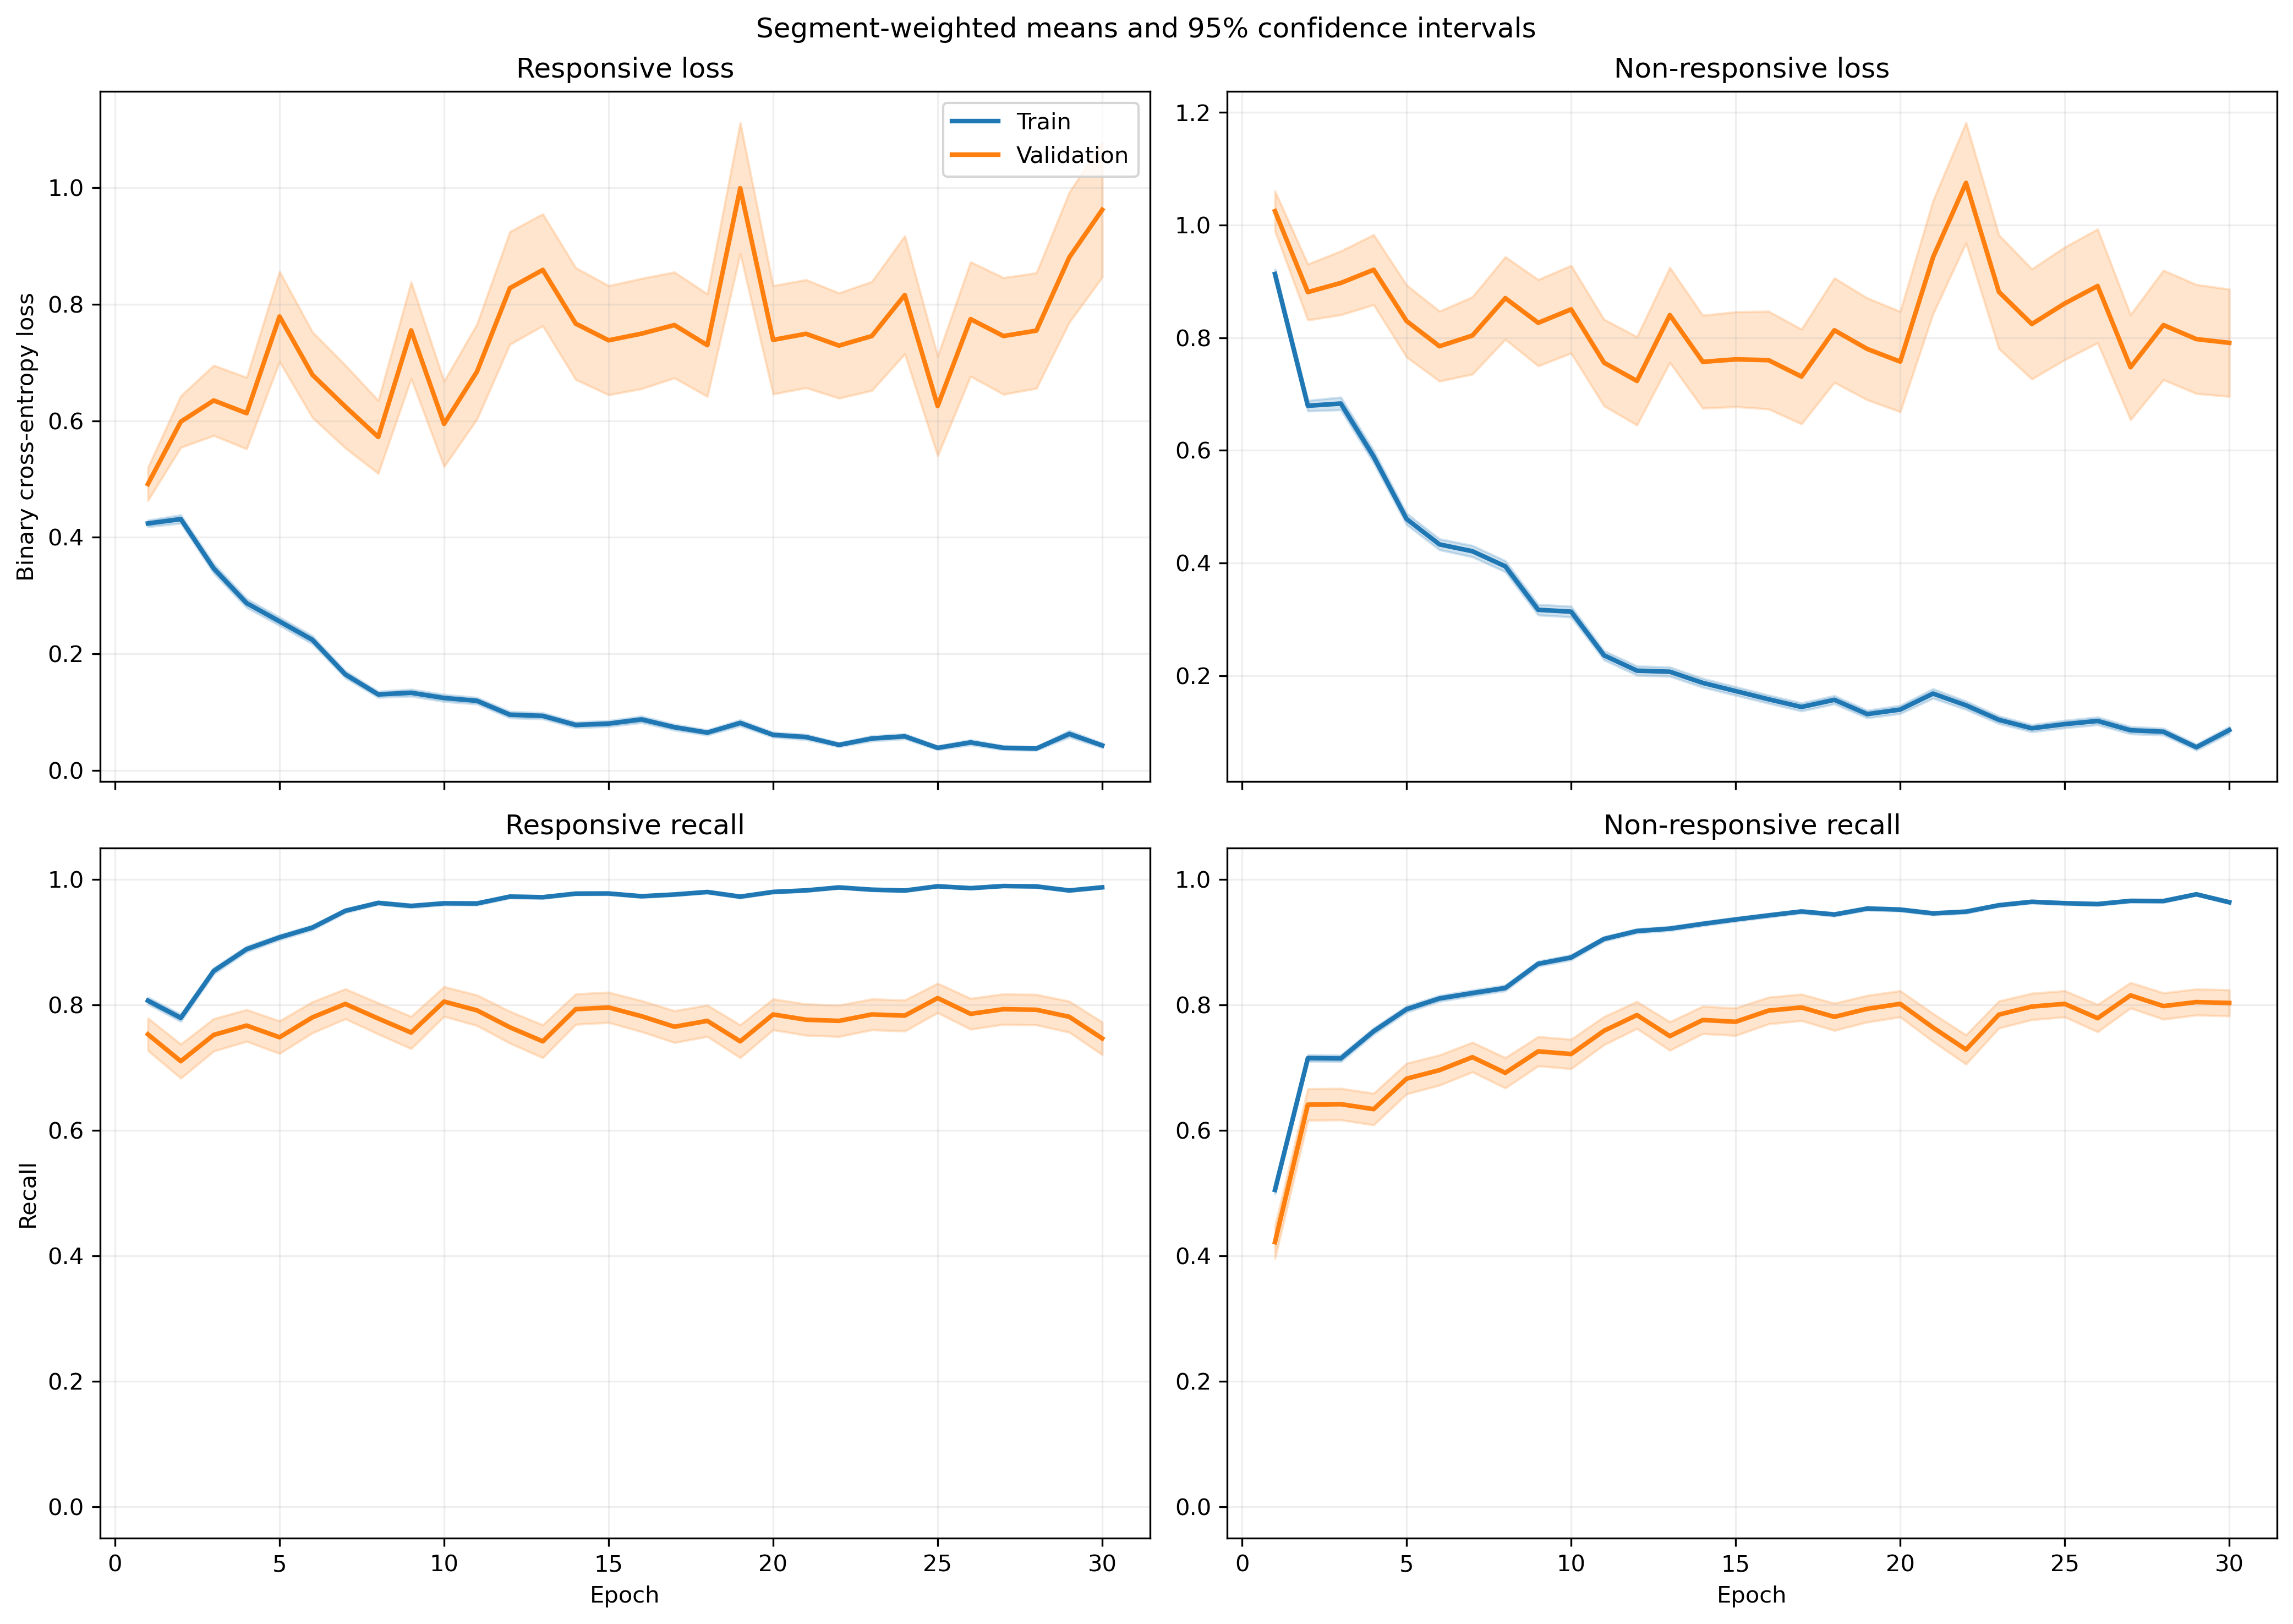 Segment-weighted means and 95% confidence intervals
Responsive loss
Non-responsive loss
Train
Validation
Binary cross-entropy loss
1.0
0.8
0.6
0.4
0.2
0.0
1.2
1.0
0.8
0.6
0.4
0.2
Responsive recall
Non-responsive recall
Recall
1.0
0.8
0.6
0.4
0.2
0.0
0 5 10 15 20 25 30
Epoch
1.0
0.8
0.6
0.4
0.2
0.0
0 5 10 15 20 25 30
Epoch